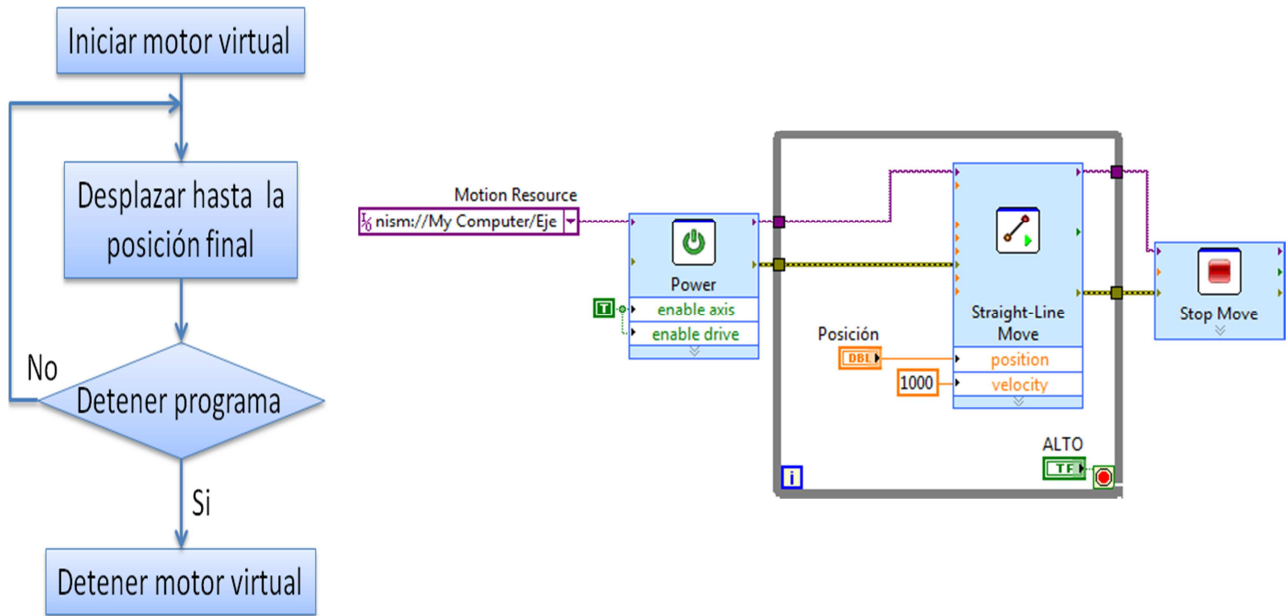 Iniciar motor virtual
Desplazar hasta la
posición final
No
Detener programa
Si
Detener motor virtual
Motion Resource
I/O nism://My Computer/Eje
Power
T
enable axis
enable drive
Straight-Line
Move
Posición
DBL
position
1000
velocity
ALTO
TF
i
Stop Move